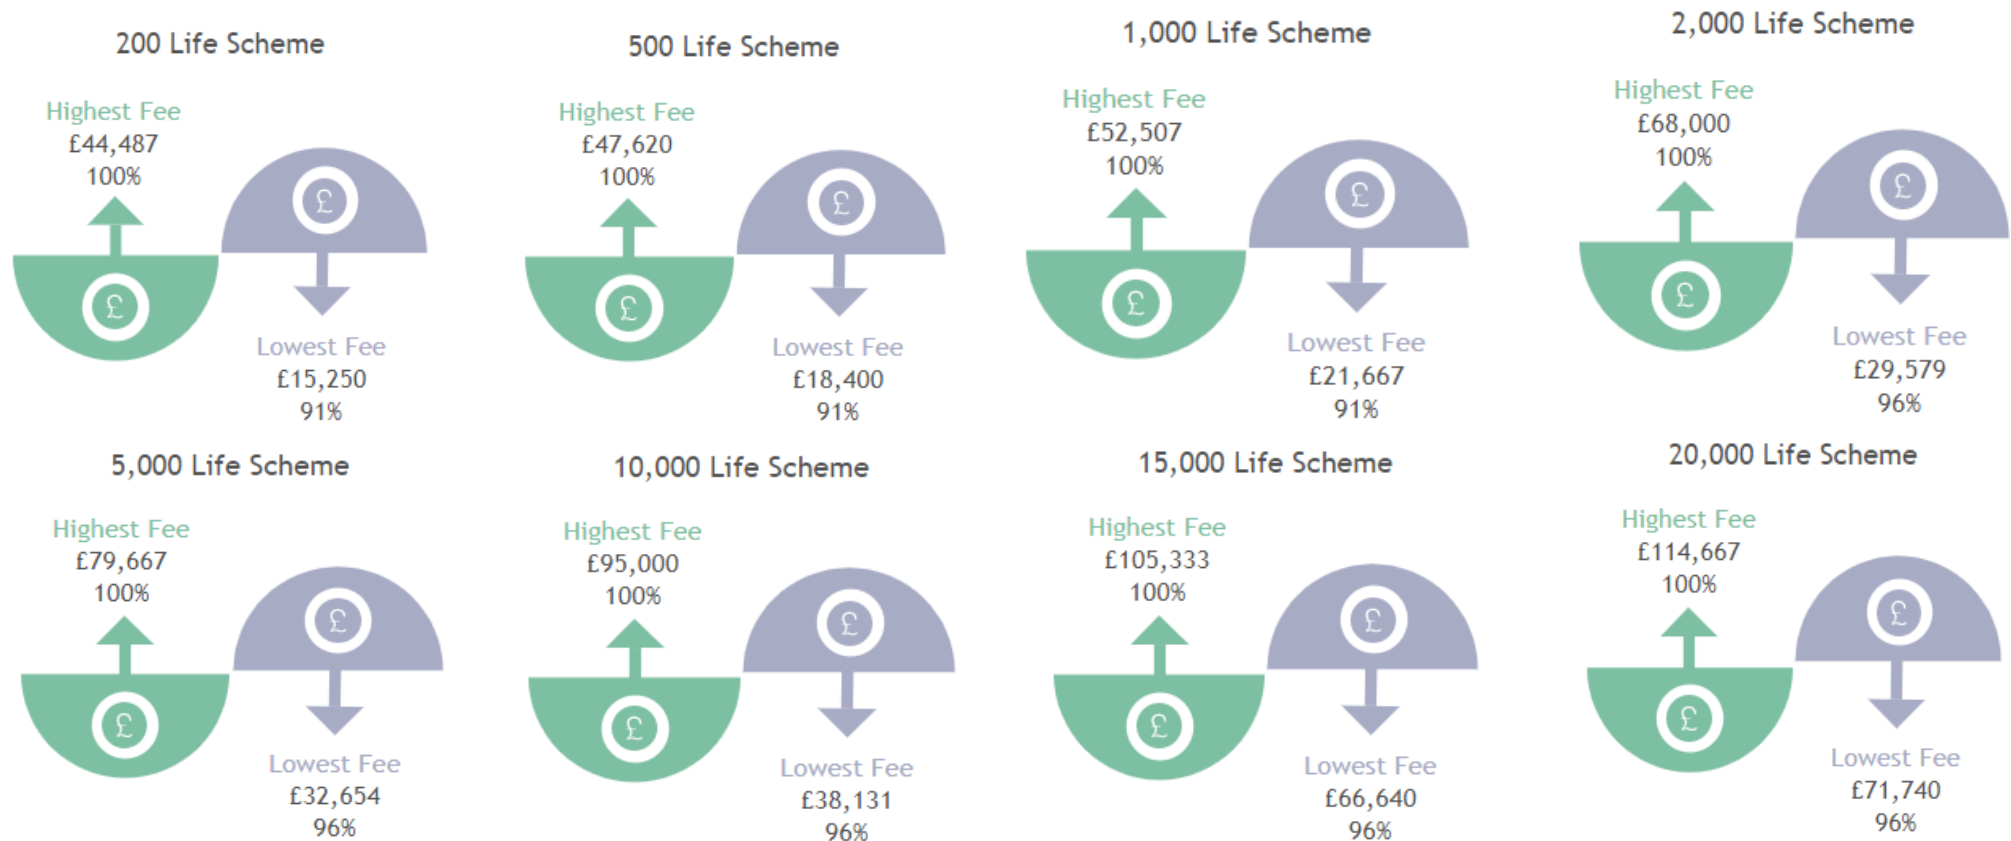 200 Life Scheme
Highest Fee
£44,487
100%
£
£
Lowest Fee
£15,250
91%
500 Life Scheme
Highest Fee
£47,620
100%
£
£
Lowest Fee
£18,400
91%
1,000 Life Scheme
Highest Fee
£52,507
100%
£
£
Lowest Fee
£21,667
91%
2,000 Life Scheme
Highest Fee
£68,000
100%
£
£
Lowest Fee
£29,579
96%
5,000 Life Scheme
Highest Fee
£79,667
100%
£
£
Lowest Fee
£32,654
96%
10,000 Life Scheme
Highest Fee
£95,000
100%
£
£
Lowest Fee
£38,131
96%
15,000 Life Scheme
Highest Fee
£105,333
100%
£
£
Lowest Fee
£66,640
96%
20,000 Life Scheme
Highest Fee
£114,667
100%
£
£
Lowest Fee
£71,740
96%